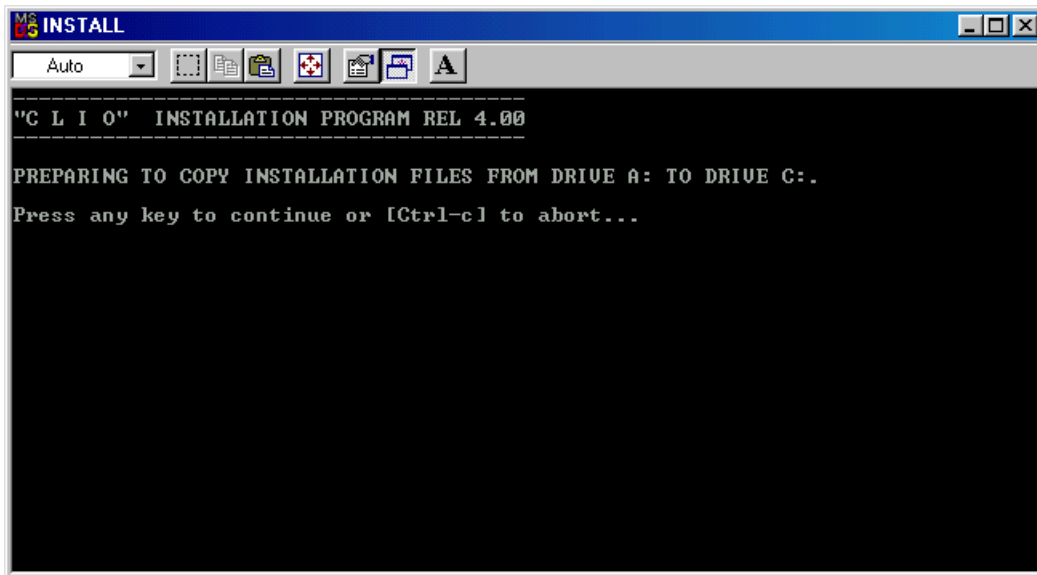 INSTALL
Auto
A
----------------------------------------
"C L I O"  INSTALLATION PROGRAM REL 4.00
----------------------------------------
PREPARING TO COPY INSTALLATION FILES FROM DRIVE A: TO DRIVE C:.
Press any key to continue or [Ctrl-c] to abort...